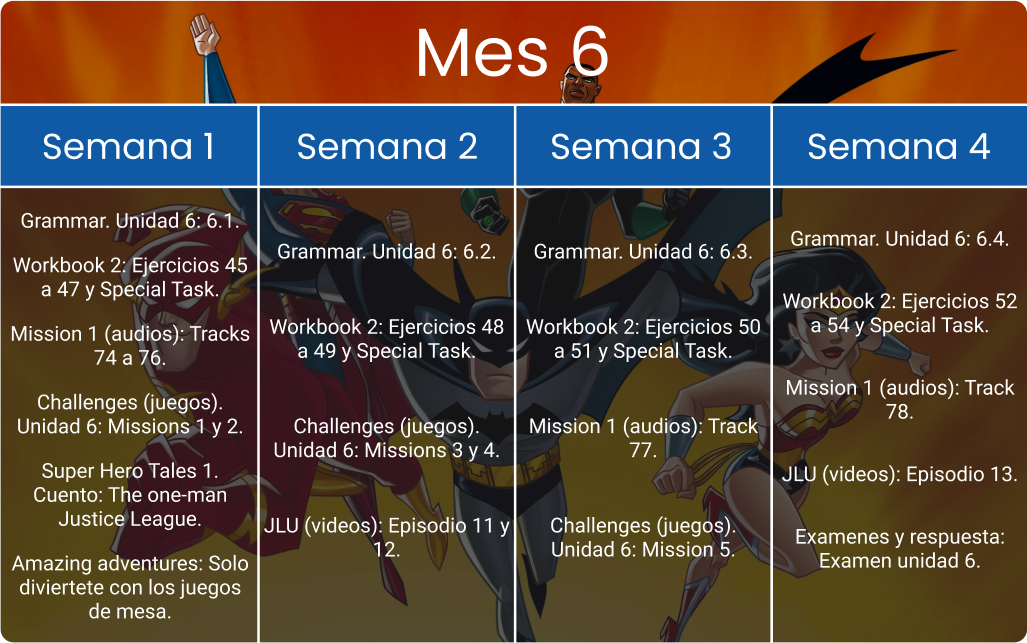 Mes 6
Semana 1
Semana 2
Semana 3
Semana 4
Grammar. Unidad 6: 6.1.
Workbook 2: Ejercicios 45
a 47 y Special Task.
Mission 1 (audios): Tracks
74 a 76.
Challenges (juegos).
Unidad 6: Missions 1 y 2.
Super Hero Tales 1.
Cuento: The one-man
Justice League.
Amazing adventures: Solo
diviertete con los juegos
de mesa.
Grammar. Unidad 6: 6.2.
Workbook 2: Ejercicios 48
a 49 y Special Task.
Challenges (juegos).
Unidad 6: Missions 3 y 4.
JLU (videos): Episodio 11 y
12.
Grammar. Unidad 6: 6.3.
Workbook 2: Ejercicios 50
a 51 y Special Task.
Mission 1 (audios): Track
77.
Challenges (juegos).
Unidad 6: Mission 5.
Grammar. Unidad 6: 6.4.
Workbook 2: Ejercicios 52
a 54 y Special Task.
Mission 1 (audios): Track
78.
JLU (videos): Episodio 13.
Examenes y respuesta:
Examen unidad 6.